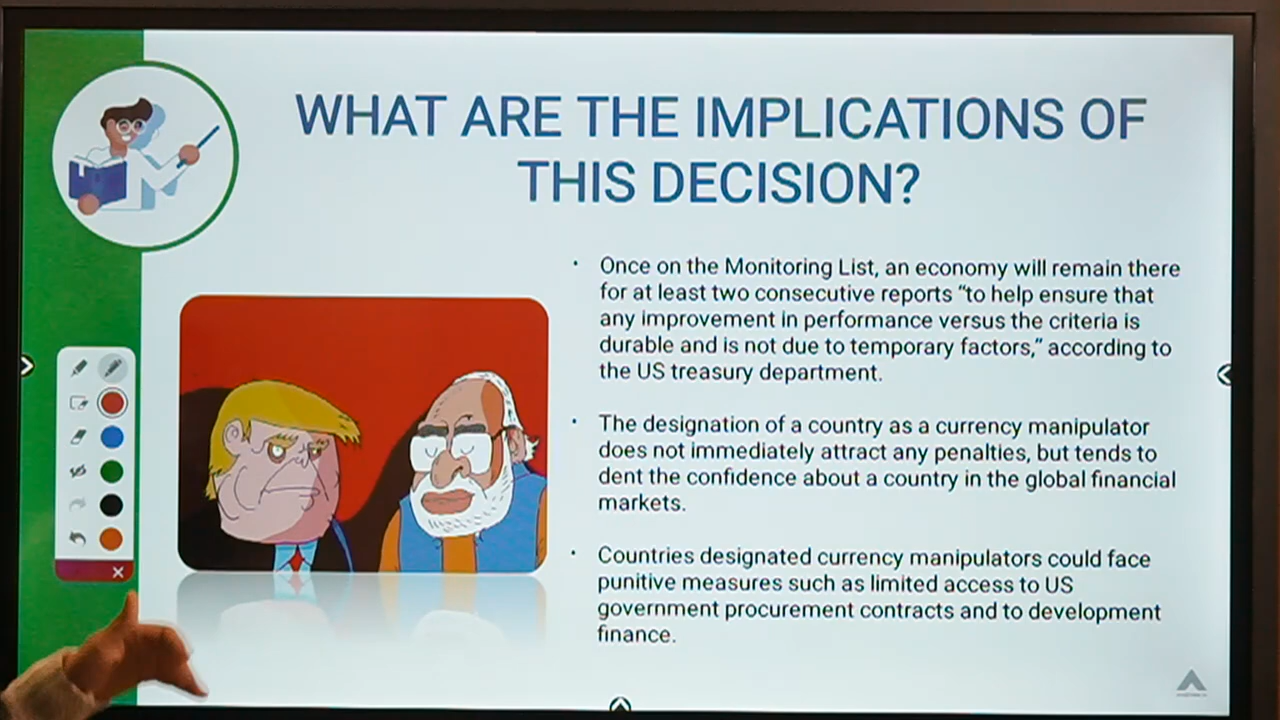 WHAT ARE THE IMPLICATIONS OF
THIS DECISION?
· Once on the Monitoring List, an economy will remain there
for at least two consecutive reports “to help ensure that
any improvement in performance versus the criteria is
durable and is not due to temporary factors,” according to
the US treasury department.
· The designation of a country as a currency manipulator
does not immediately attract any penalties, but tends to
dent the confidence about a country in the global financial
markets.
· Countries designated currency manipulators could face
punitive measures such as limited access to US
government procurement contracts and to development
finance.